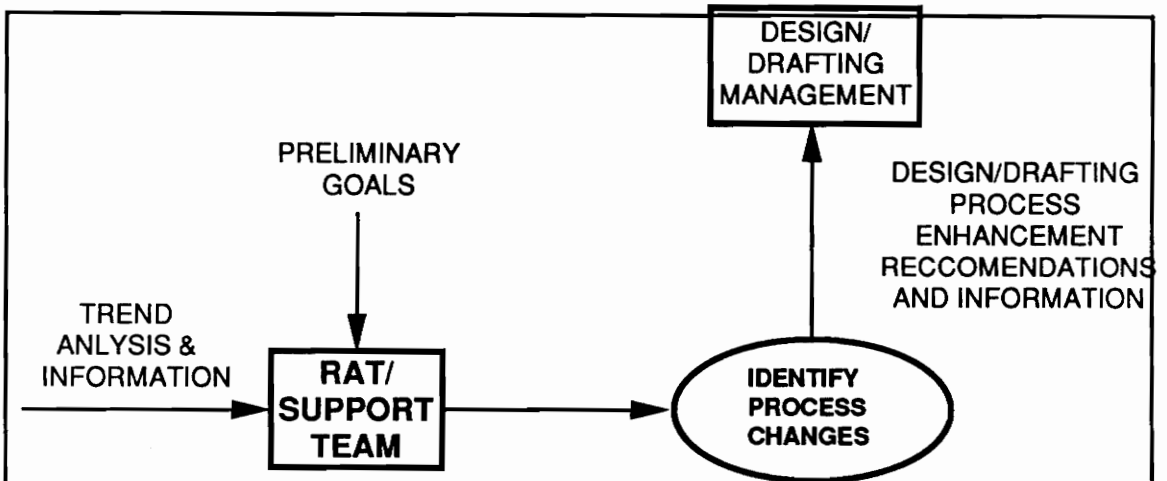 DESIGN/
DRAFTING
MANAGEMENT
PRELIMINARY
GOALS
DESIGN/DRAFTING
PROCESS
ENHANCEMENT
RECCOMENDATIONS
AND INFORMATION
TREND
ANLYSIS &
INFORMATION
RAT/
SUPPORT
TEAM
IDENTIFY
PROCESS
CHANGES